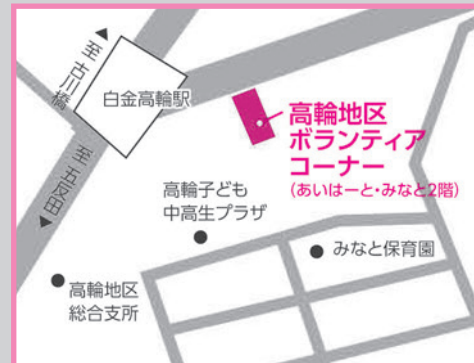 至 古川橋
白金高輪駅
至 五反田
高輪地区
ボランティア
コーナー
(あいはーと・みなと2階)
高輪子ども
中高生プラザ
みなと保育園
高輪地区
総合支所